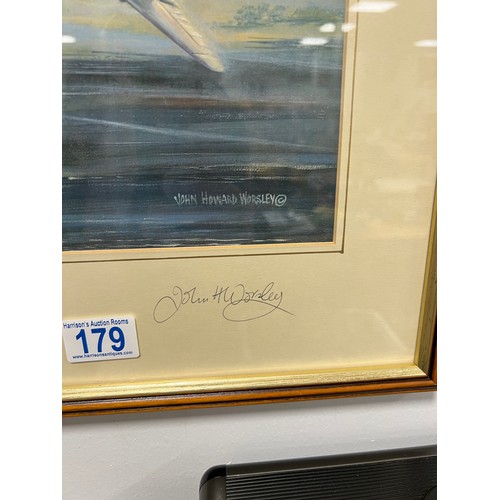 JOHN HOWARD WORSLEY ©
John H Worsley
Harrison's Auction Rooms
179
www.harrisonsantiques.com